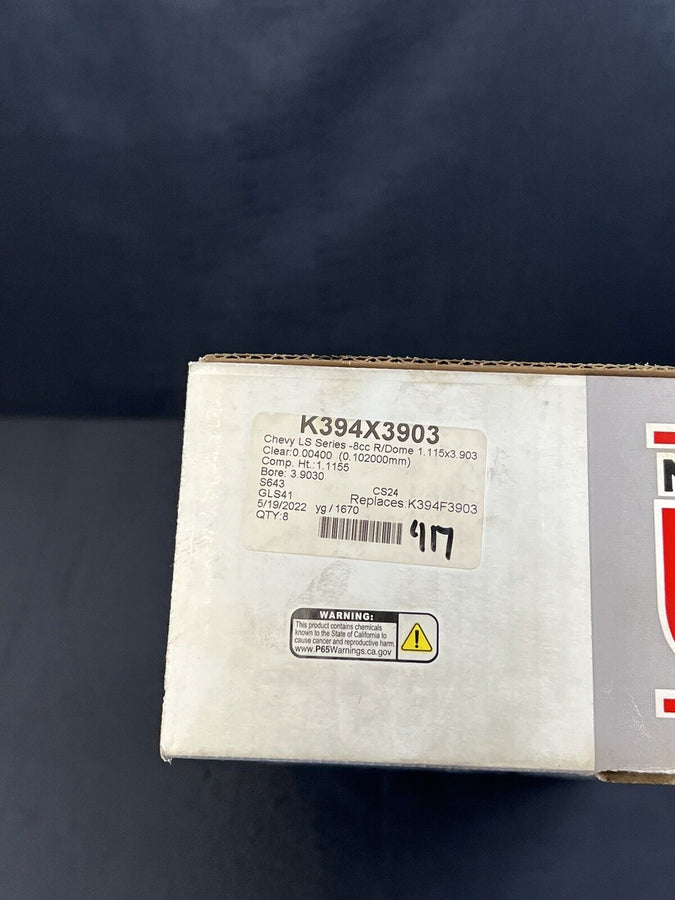 K394X3903
Chevy LS Series -8cc R/Dome 1.115x3.903
Clear:0.00400 (0.102000mm)
Comp. Ht.:1.1155
Bore: 3.9030
S643
CS24
GLS41
Replaces:K394F3903
5/19/2022 yg / 1670
QTY:8
917
WARNING:
This product contains chemicals
known to the State of California to
cause cancer and reproductive harm.
www.P65Warnings.ca.gov